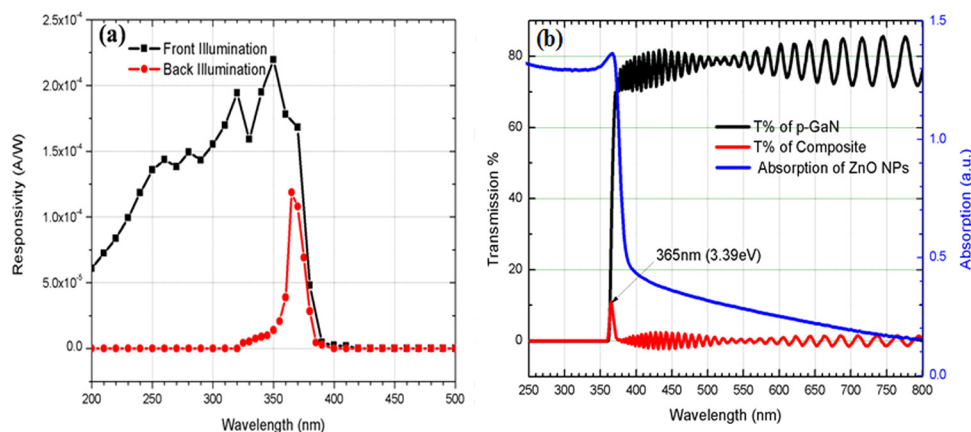 (a)
Front Illumination
Back Illumination
2.5x10⁻⁴
2.0x10⁻⁴
1.5x10⁻⁴
1.0x10⁻⁴
5.0x10⁻⁵
0.0
Responsivity (A/W)
200 250 300 350 400 450 500
Wavelength (nm)
(b)
T% of p-GaN
T% of Composite
Absorption of ZnO NPs
365nm (3.39eV)
80
60
40
20
0
Transmission %
1.5
1.0
0.5
0.0
Absorption (a.u.)
250 300 350 400 450 500 550 600 650 700 750 800
Wavelength (nm)